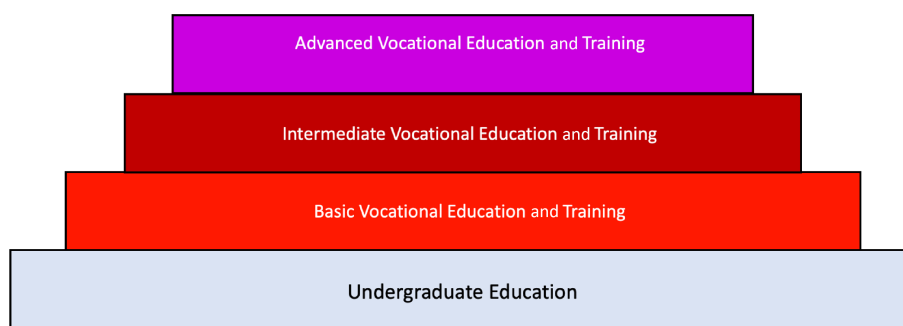 Advanced Vocational Education and Training
Intermediate Vocational Education and Training
Basic Vocational Education and Training
Undergraduate Education